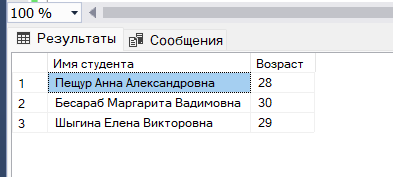 100 %
Результаты Сообщения
Имя студента Возраст
1 Пещур Анна Александровна 28
2 Бесараб Маргарита Вадимовна 30
3 Шыгина Елена Викторовна 29